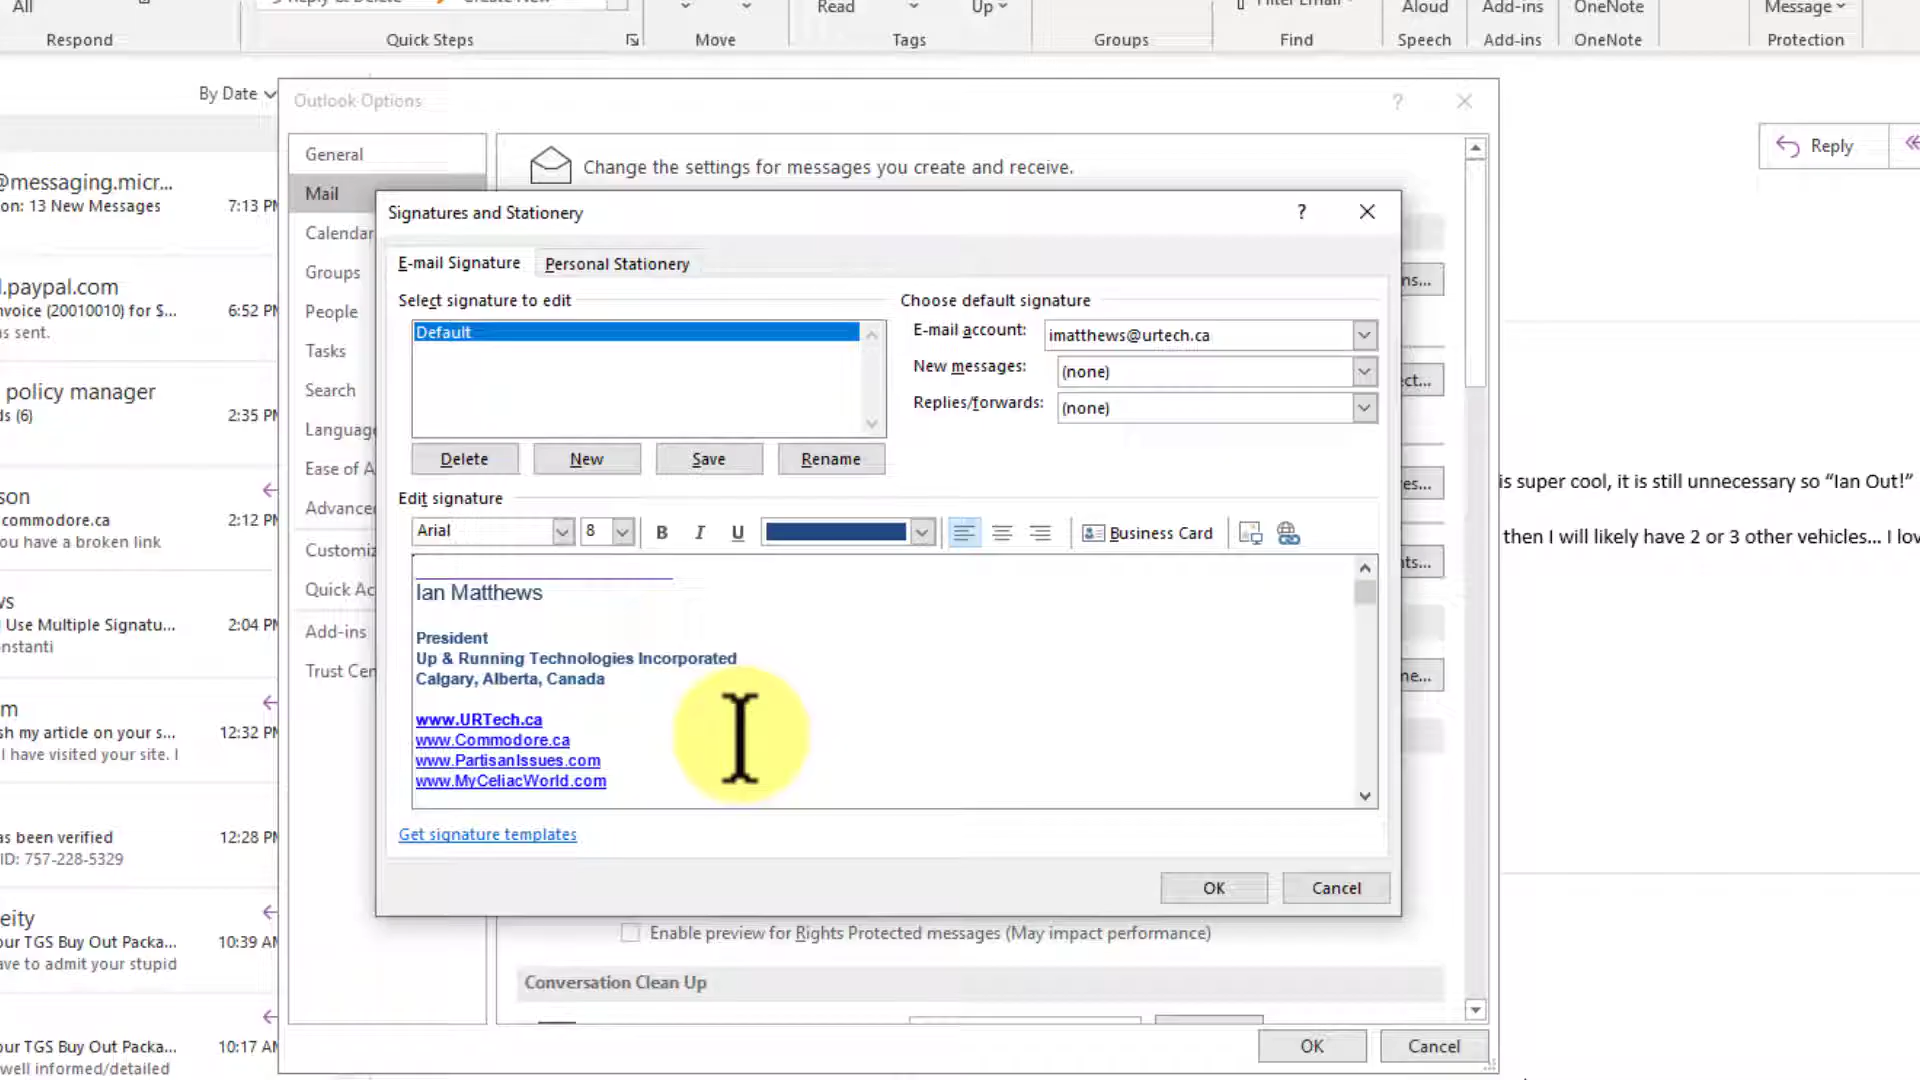 All
Read
Up
Aloud
Add-ins
OneNote
Message
Respond
Quick Steps
Move
Tags
Groups
Find
Speech
Add-ins
OneNote
Protection
By Date
Outlook Options
?
@messaging.micr...
on: 13 New Messages
7:13 PM
.paypal.com
nvoice (20010010) for S...
6:52 PM
s sent.
policy manager
ds (6)
2:35 PM
son
commodore.ca
2:12 PM
ou have a broken link
ws
Use Multiple Signatu...
2:04 PM
nstanti
m
sh my article on your s...
12:32 PM
I have visited your site. I
as been verified
12:28 PM
ID: 757-228-5329
eity
our TGS Buy Out Packa...
10:39 AM
ave to admit your stupid
our TGS Buy Out Packa...
10:17 AM
well informed/detailed
General
Mail
Calendar
Groups
People
Tasks
Search
Language
Ease of A
Advance
Customiz
Quick Ac
Add-ins
Trust Cen
Change the settings for messages you create and receive.
Signatures and Stationery
?
E-mail Signature
Personal Stationery
Select signature to edit
Default
Delete
New
Save
Rename
Choose default signature
E-mail account:
imatthews@urtech.ca
New messages:
(none)
Replies/forwards:
(none)
Edit signature
Arial
8
B
I
U
Business Card
Ian Matthews
President
Up & Running Technologies Incorporated
Calgary, Alberta, Canada
www.URTech.ca
www.Commodore.ca
www.PartisanIssues.com
www.MyCeliacWorld.com
Get signature templates
OK
Cancel
Enable preview for Rights Protected messages (May impact performance)
Conversation Clean Up
OK
Cancel
Reply
is super cool, it is still unnecessary so “Ian Out!”
then I will likely have 2 or 3 other vehicles... I lov